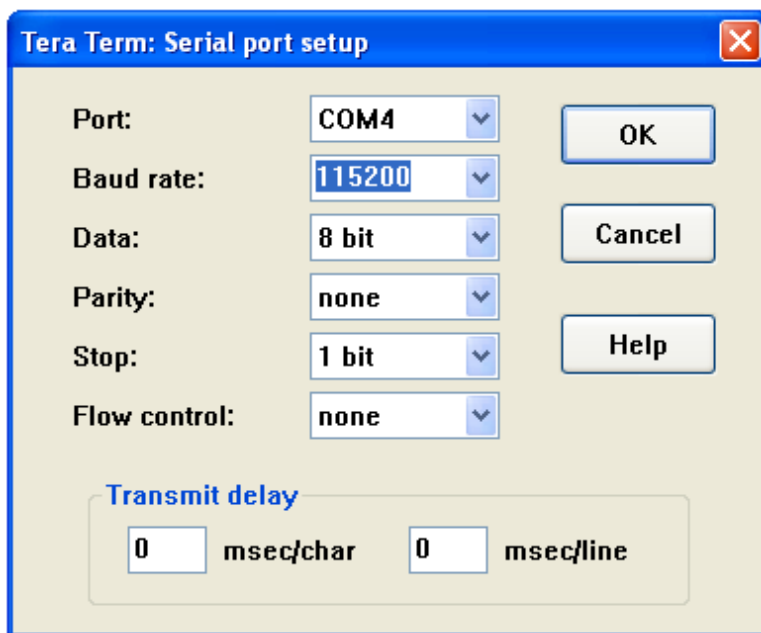 Tera Term: Serial port setup
Port: COM4 OK
Baud rate: 115200
Data: 8 bit Cancel
Parity: none
Stop: 1 bit Help
Flow control: none
Transmit delay
0 msec/char 0 msec/line